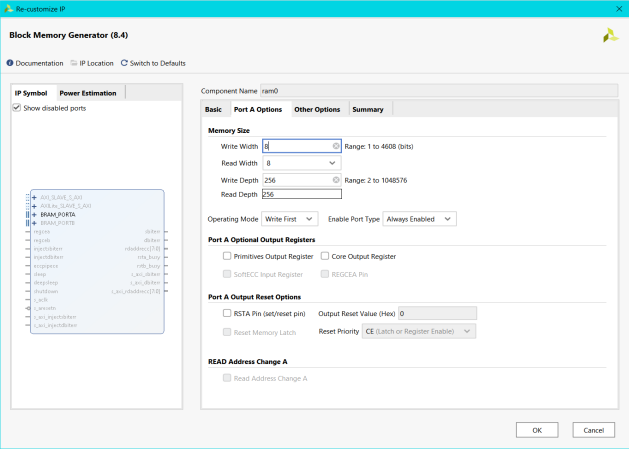 Re-customize IP
Block Memory Generator (8.4)
Documentation IP Location Switch to Defaults
IP Symbol Power Estimation
Show disabled ports
AXI_SLAVE_S_AXI
AXILite_SLAVE_S_AXI
BRAM_PORTA
BRAM_PORTB
regcea
regceb
injectsbiterr
injectdbiterr
eccpipece
sleep
deepsleep
shutdown
s_aclk
s_aresetn
s_axi_injectsbiterr
s_axi_injectdbiterr
sbiterr
dbiterr
rdaddrecc[7:0]
rsta_busy
rstb_busy
s_axi_sbiterr
s_axi_dbiterr
s_axi_rdaddrecc[7:0]
Component Name ram0
Basic Port A Options Other Options Summary
Memory Size
Write Width 8 Range: 1 to 4608 (bits)
Read Width 8
Write Depth 256 Range: 2 to 1048576
Read Depth 256
Operating Mode Write First Enable Port Type Always Enabled
Port A Optional Output Registers
Primitives Output Register Core Output Register
SoftECC Input Register REGCEA Pin
Port A Output Reset Options
RSTA Pin (set/reset pin) Output Reset Value (Hex) 0
Reset Memory Latch Reset Priority CE (Latch or Register Enable)
READ Address Change A
Read Address Change A
OK Cancel